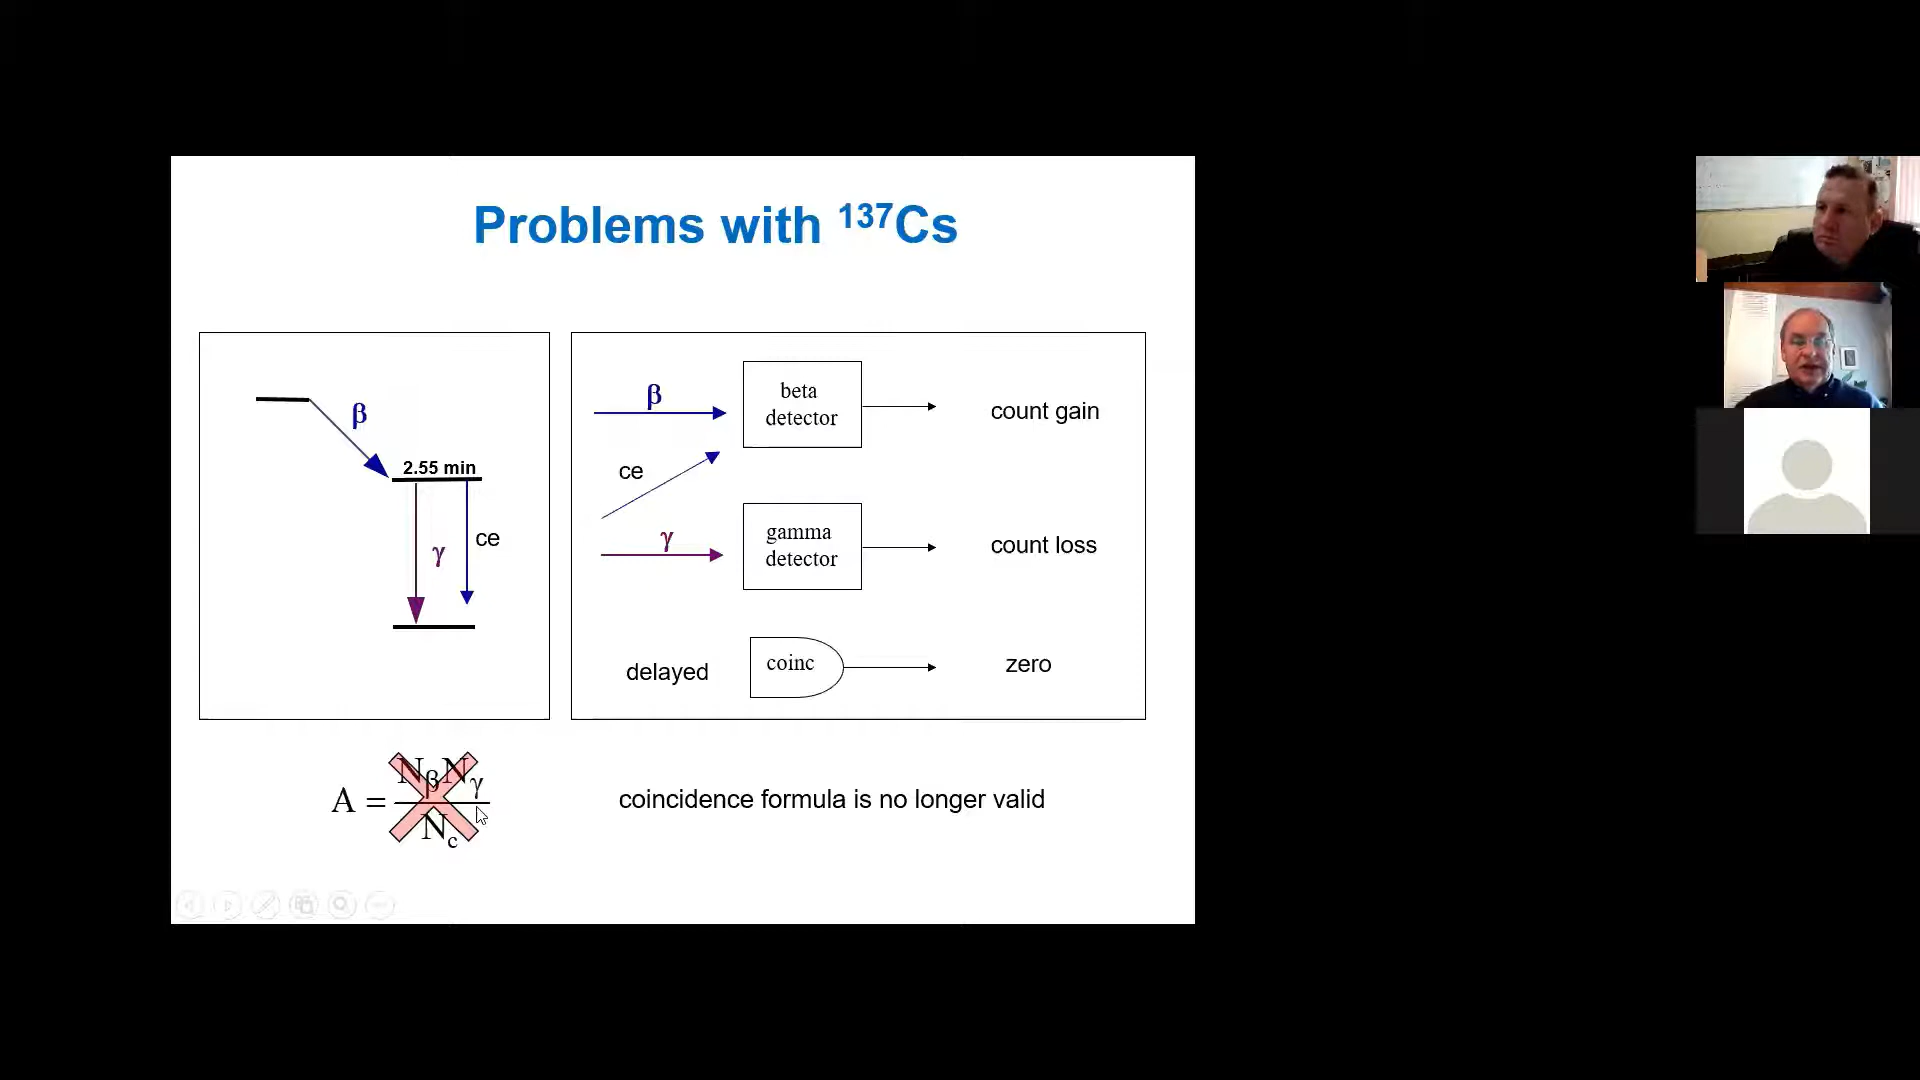 Problems with ¹³⁷Cs
β
2.55 min
γ
ce
β
beta
detector
count gain
ce
γ
gamma
detector
count loss
delayed
coinc
zero
A = NβNγ / Nc
coincidence formula is no longer valid